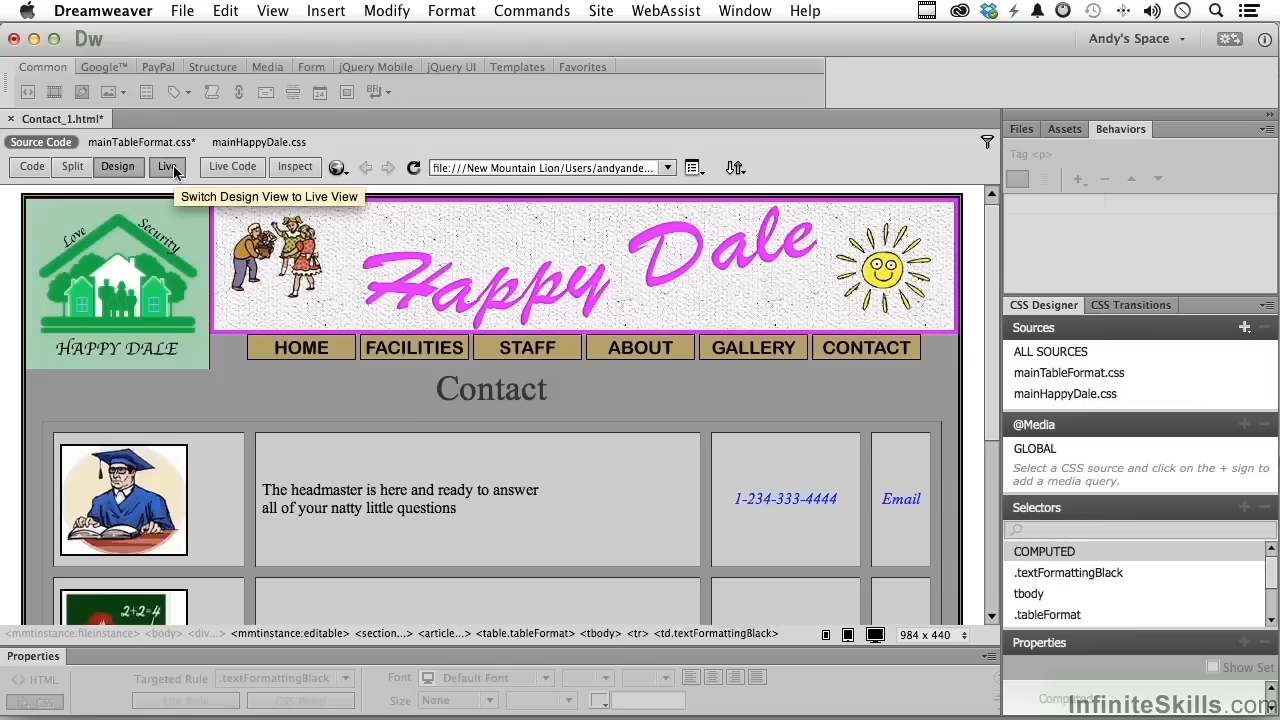 Dreamweaver File Edit View Insert Modify Format Commands Site WebAssist Window Help
Dw Andy's Space
Common Google™ PayPal Structure Media Form jQuery Mobile jQuery UI Templates Favorites
BR
Contact_1.html*
Source Code mainTableFormat.css* mainHappyDale.css
Code Split Design Live Live Code Inspect file:///New Mountain Lion/Users/andyande...
Switch Design View to Live View
Love Security
HAPPY DALE
Happy Dale
HOME FACILITIES STAFF ABOUT GALLERY CONTACT
Contact
The headmaster is here and ready to answer
all of your natty little questions
1-234-333-4444
Email
2+2=4
<mmtinstance:fileinstance> <body> <div...> <mmtinstance:editable> <section...> <article...> <table.tableFormat> <tbody> <tr> <td.textFormattingBlack>
984 x 440
Properties
HTML Targeted Rule .textFormattingBlack Font Default Font
CSS Edit Rule CSS Panel Size None
Files Assets Behaviors
Tag <p>
CSS Designer CSS Transitions
Sources
ALL SOURCES
mainTableFormat.css
mainHappyDale.css
@Media
GLOBAL
Select a CSS source and click on the + sign to
add a media query.
Selectors
COMPUTED
.textFormattingBlack
tbody
.tableFormat
Properties
Show Set
Computed
InfiniteSkills.com